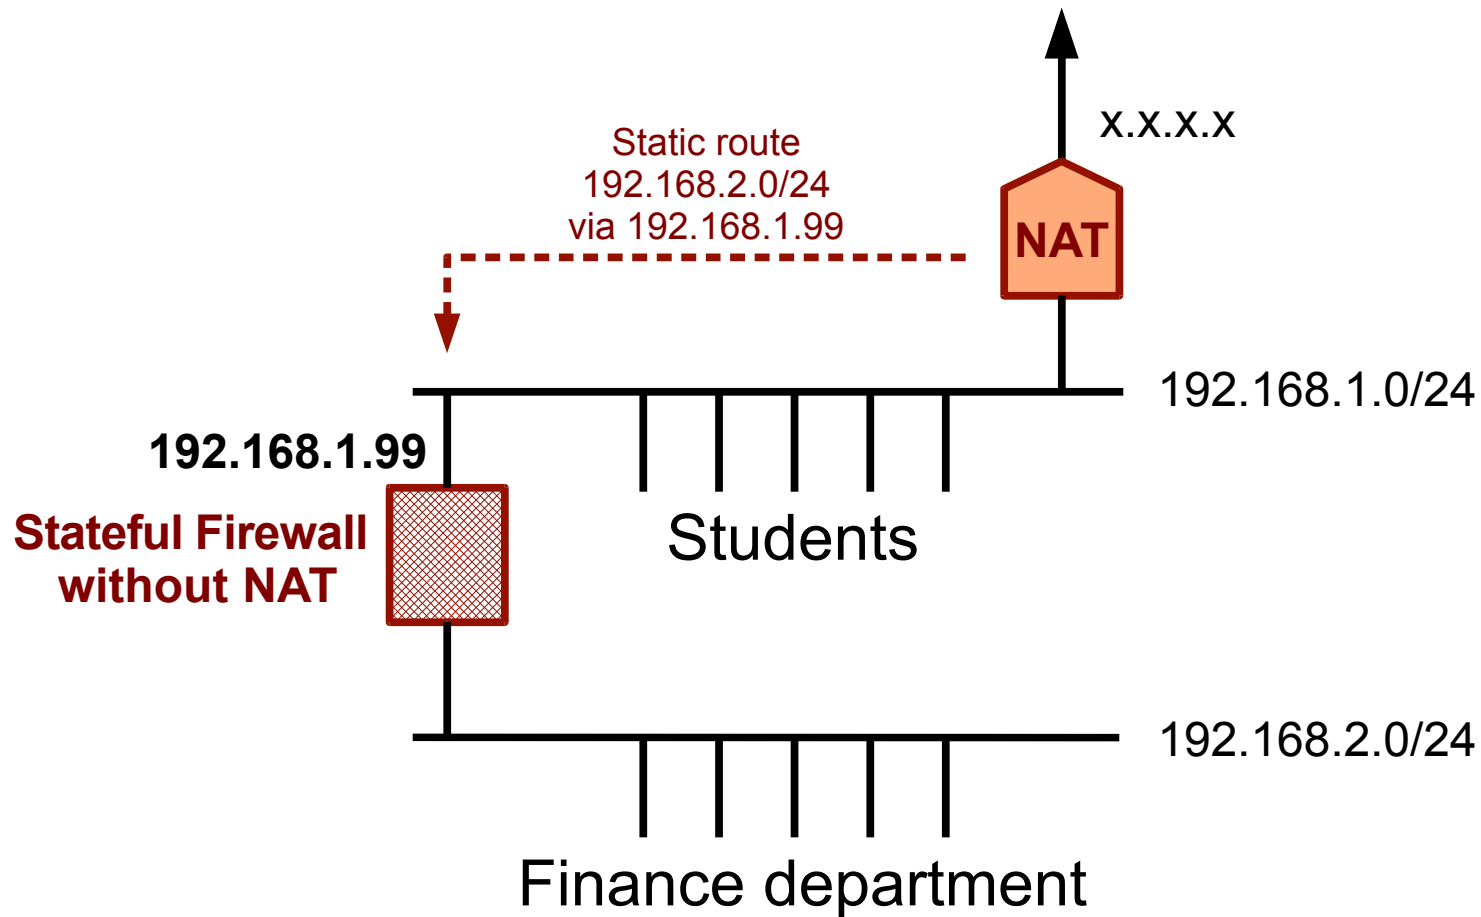 x.x.x.x
Static route
192.168.2.0/24
via 192.168.1.99
NAT
192.168.1.0/24
192.168.1.99
Stateful Firewall
without NAT
Students
192.168.2.0/24
Finance department